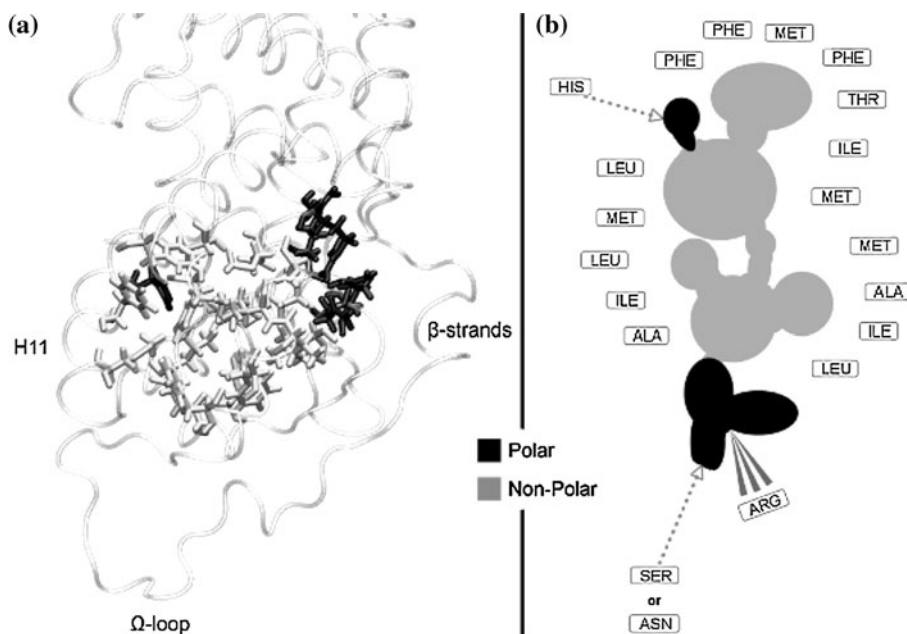 (a)
H11
β-strands
Ω-loop
Polar
Non-Polar
(b)
PHE
MET
PHE
PHE
HIS
THR
ILE
LEU
MET
MET
MET
LEU
ALA
ILE
ILE
ALA
LEU
ARG
SER
or
ASN